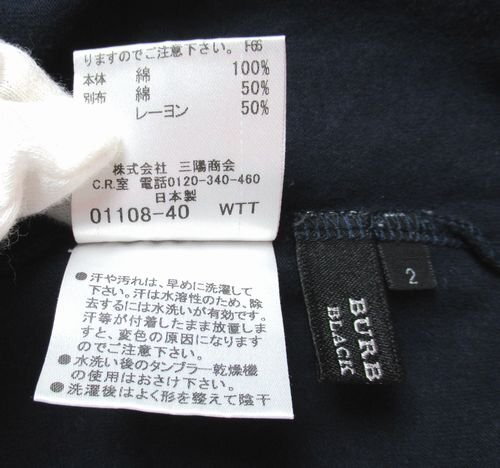 りますのでご注意下さい。 F66
本体 綿 100%
別布 綿 50%
レーヨン 50%
株式会社 三陽商会
C.R.室 電話0120-340-460
日本製
01108-40 WTT
●汗や汚れは、早めに洗濯して
下さい。汗は水溶性のため、除
去するには水洗いが有効です。
汗等が付着したまま放置しま
すと、変色の原因になります
のでご注意下さい。
●水洗い後のタンブラー乾燥機
の使用はおさけ下さい。
●洗濯後はよく形を整えて陰干
2
BURB
BLACK